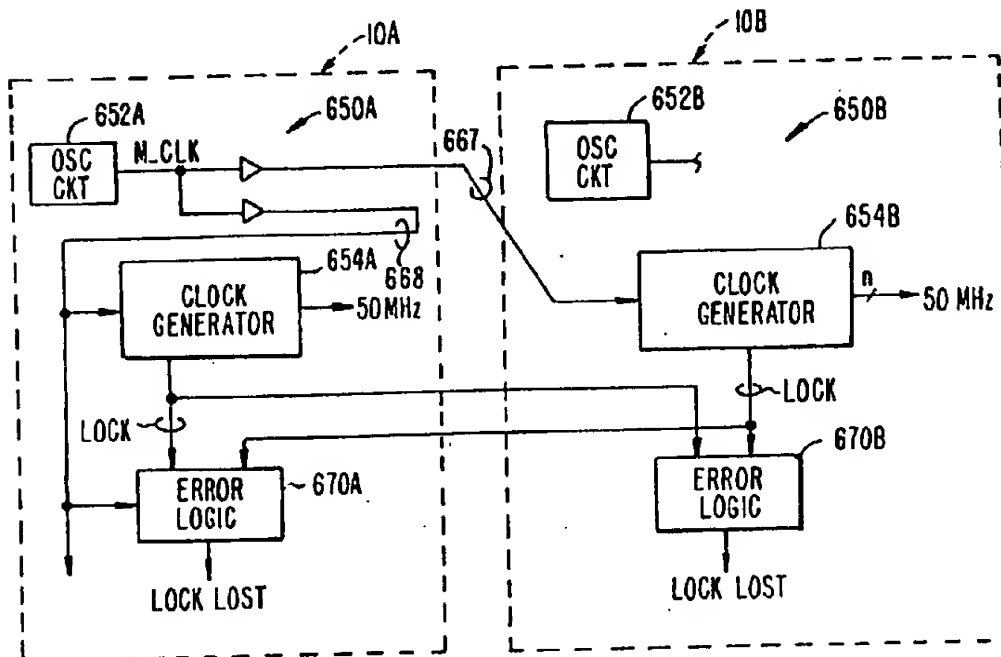 10A
10B
652A
650A
652B
650B
OSC
CKT
M_CLK
667
OSC
CKT
654B
654A
668
CLOCK
GENERATOR
50MHz
CLOCK
GENERATOR
n
50 MHz
LOCK
LOCK
670B
ERROR
LOGIC
670A
ERROR
LOGIC
LOCK LOST
LOCK LOST